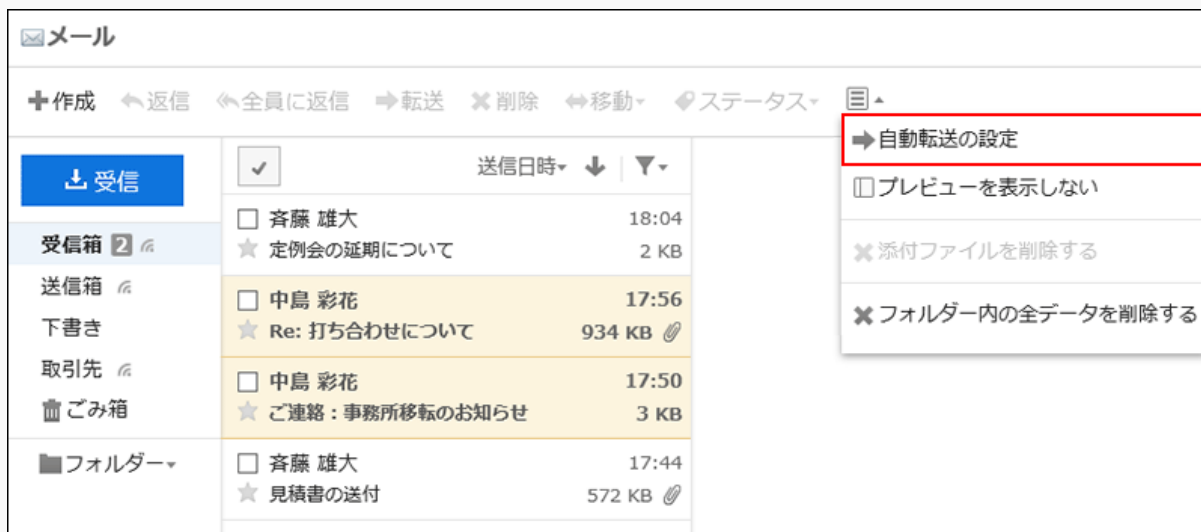 メール
作成 返信 全員に返信 転送 削除 移動 ステータス
自動転送の設定
プレビューを表示しない
添付ファイルを削除する
フォルダー内の全データを削除する
受信
受信箱 2
送信箱
下書き
取引先
ごみ箱
フォルダー
送信日時
斉藤 雄大 18:04
定例会の延期について 2 KB
中島 彩花 17:56
Re: 打ち合わせについて 934 KB
中島 彩花 17:50
ご連絡：事務所移転のお知らせ 3 KB
斉藤 雄大 17:44
見積書の送付 572 KB